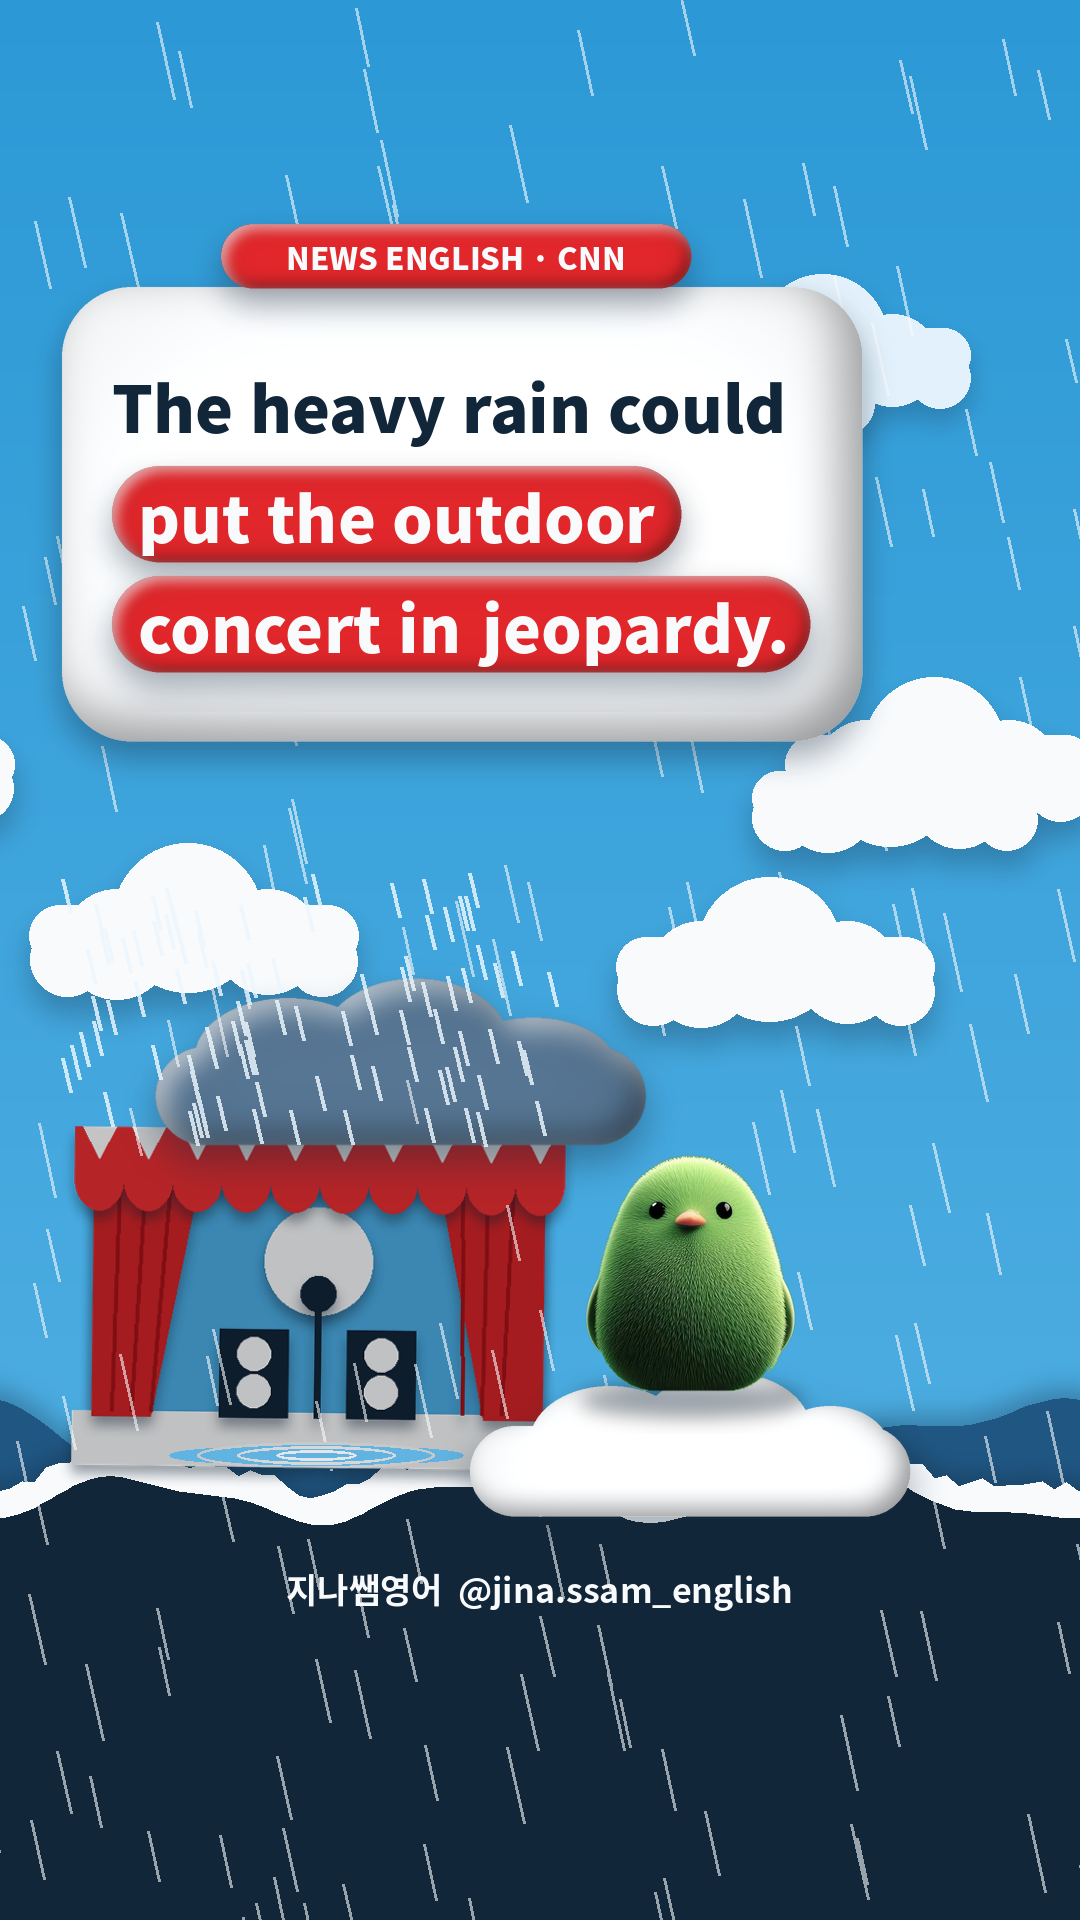 NEWS ENGLISH · CNN
The heavy rain could
put the outdoor
concert in jeopardy.
지나쌤영어 @jina.ssam_english